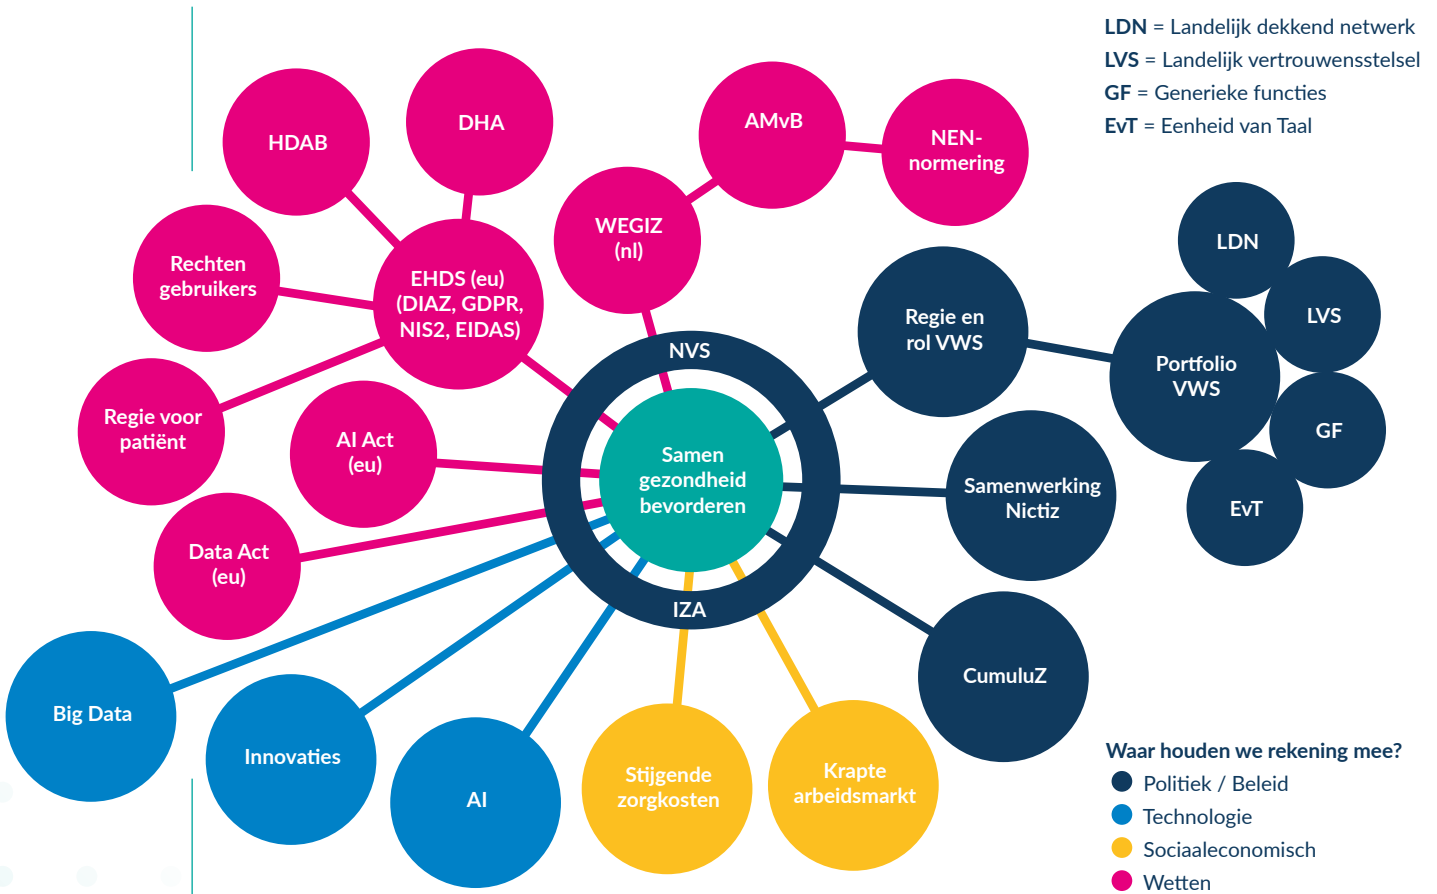 LDN = Landelijk dekkend netwerk
LVS = Landelijk vertrouwensstelsel
GF = Generieke functies
EvT = Eenheid van Taal
HDAB
DHA
AMvB
NEN-
normering
WEGIZ
(nl)
Rechten
gebruikers
EHDS (eu)
(DIAZ, GDPR,
NIS2, EIDAS)
Regie en
rol VWS
LDN
LVS
Portfolio
VWS
GF
EvT
NVS
Regie voor
patiënt
AI Act
(eu)
Samen
gezondheid
bevorderen
Samenwerking
Nictiz
Data Act
(eu)
IZA
CumuluZ
Big Data
Innovaties
AI
Stijgende
zorgkosten
Krapte
arbeidsmarkt
Waar houden we rekening mee?
Politiek / Beleid
Technologie
Sociaaleconomisch
Wetten